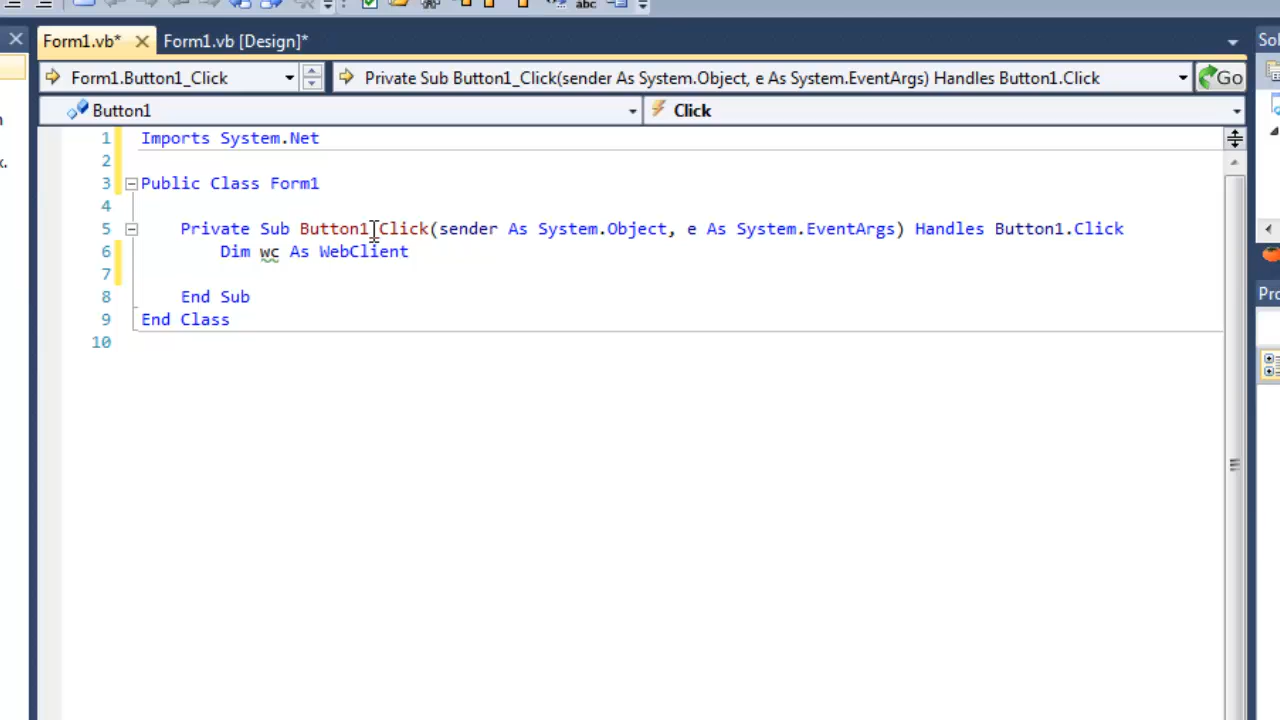 abc
Form1.vb* Form1.vb [Design]* Sol
Form1.Button1_Click Private Sub Button1_Click(sender As System.Object, e As System.EventArgs) Handles Button1.Click Go
Button1 Click
1 Imports System.Net
2
3 Public Class Form1
4
5 Private Sub Button1_Click(sender As System.Object, e As System.EventArgs) Handles Button1.Click
6 Dim wc As WebClient
7
8 End Sub
9 End Class
10
x.
Pro